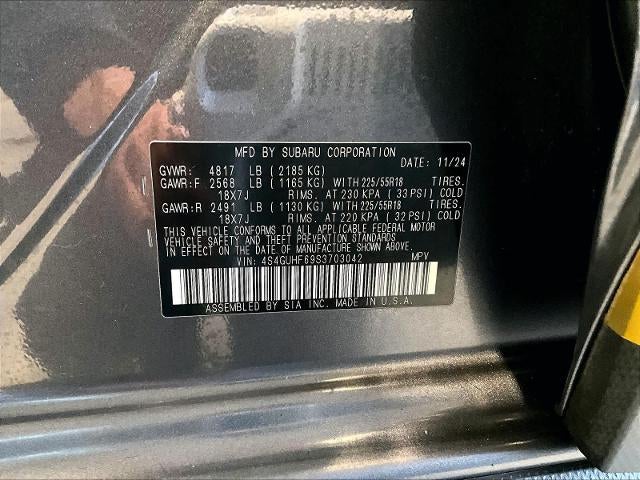 MFD BY SUBARU CORPORATION
GVWR: 4817 LB ( 2185 KG) DATE: 11/24
GAWR:F 2568 LB ( 1165 KG) WITH 225/55R18 TIRES.
18X7J RIMS. AT 230 KPA ( 33 PSI) COLD
GAWR:R 2491 LB ( 1130 KG) WITH 225/55R18 TIRES.
18X7J RIMS. AT 220 KPA ( 32 PSI) COLD
THIS VEHICLE CONFORMS TO ALL APPLICABLE FEDERAL MOTOR
VEHICLE SAFETY AND THEFT PREVENTION STANDARDS
IN EFFECT ON THE DATE OF MANUFACTURE SHOWN ABOVE.
VIN: 4S4GUHF69S3703042 MPV
ASSEMBLED BY SIA INC. MADE IN U.S.A.